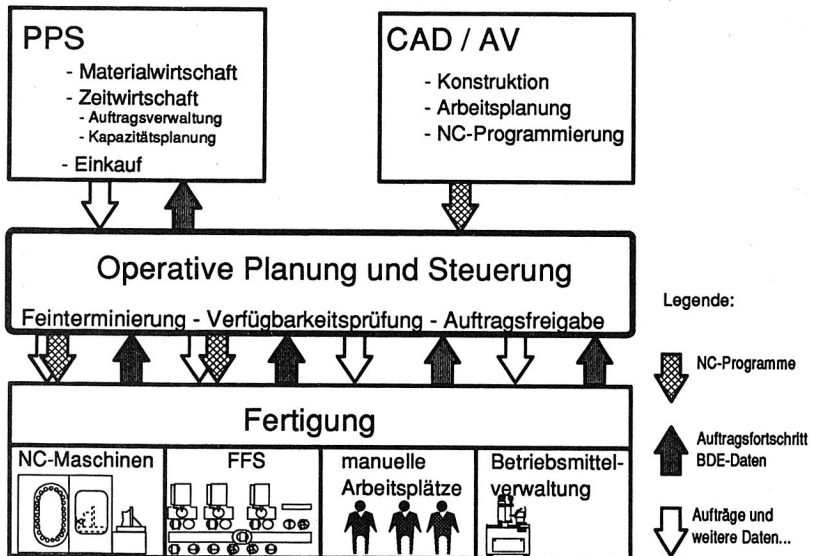 PPS
- Materialwirtschaft
- Zeitwirtschaft
- Auftragsverwaltung
- Kapazitätsplanung
- Einkauf
CAD / AV
- Konstruktion
- Arbeitsplanung
- NC-Programmierung
Operative Planung und Steuerung
Feinterminierung - Verfügbarkeitsprüfung - Auftragsfreigabe
Fertigung
NC-Maschinen
FFS
manuelle
Arbeitsplätze
Betriebsmittel-
verwaltung
Legende:
NC-Programme
Auftragsfortschritt
BDE-Daten
Aufträge und
weitere Daten...